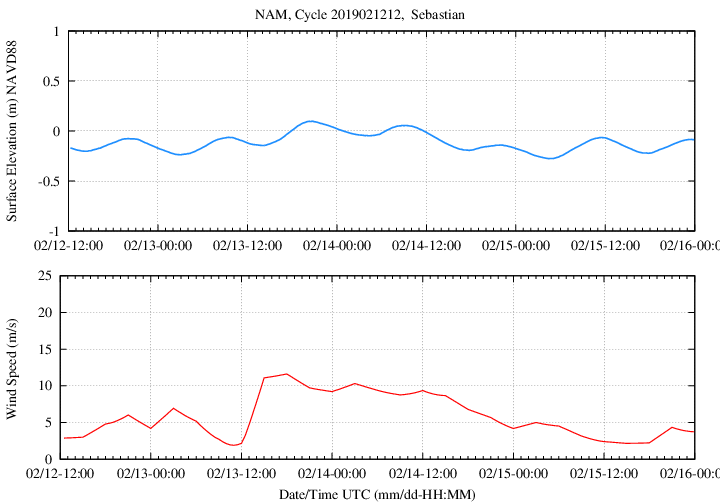 NAM, Cycle 2019021212, Sebastian
Surface Elevation (m) NAVD88
1
0.5
0
-0.5
-1
02/12-12:00 02/13-00:00 02/13-12:00 02/14-00:00 02/14-12:00 02/15-00:00 02/15-12:00 02/16-00:0
Wind Speed (m/s)
25
20
15
10
5
0
02/12-12:00 02/13-00:00 02/13-12:00 02/14-00:00 02/14-12:00 02/15-00:00 02/15-12:00 02/16-00:0
Date/Time UTC (mm/dd-HH:MM)